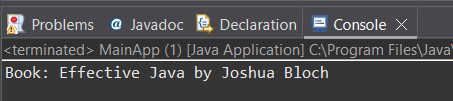 Problems @ Javadoc Declaration Console
<terminated> MainApp (1) [Java Application] C:\Program Files\Java\
Book: Effective Java by Joshua Bloch